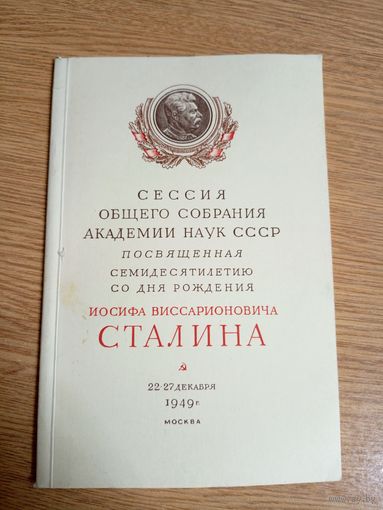 СЕССИЯ
ОБЩЕГО СОБРАНИЯ
АКАДЕМИИ НАУК СССР
ПОСВЯЩЕННАЯ
СЕМИДЕСЯТИЛЕТИЮ
СО ДНЯ РОЖДЕНИЯ
ИОСИФА ВИССАРИОНОВИЧА
СТАЛИНА
22-27 ДЕКАБРЯ
1949 г.
МОСКВА